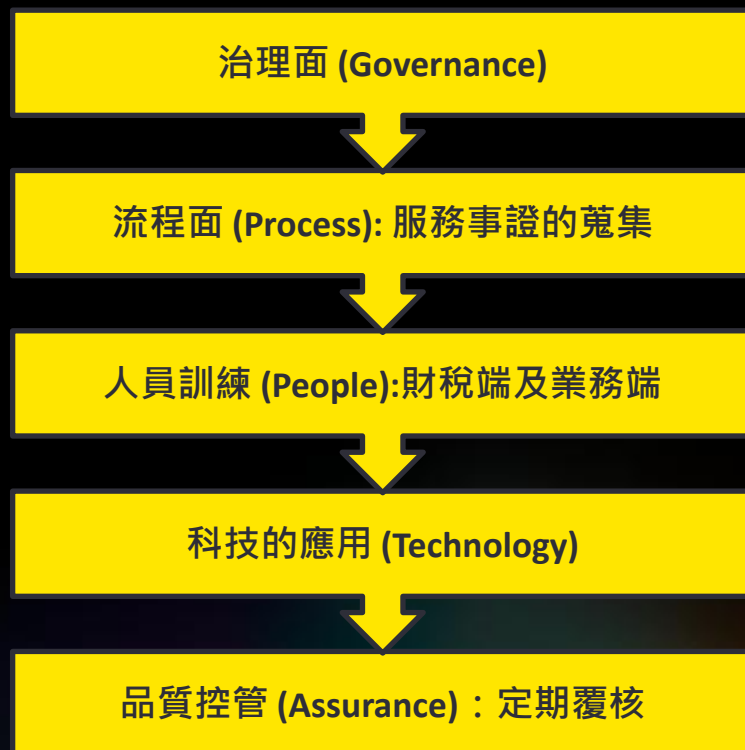 治理面 (Governance)
流程面 (Process): 服務事證的蒐集
人員訓練 (People):財稅端及業務端
科技的應用 (Technology)
品質控管 (Assurance)：定期覆核